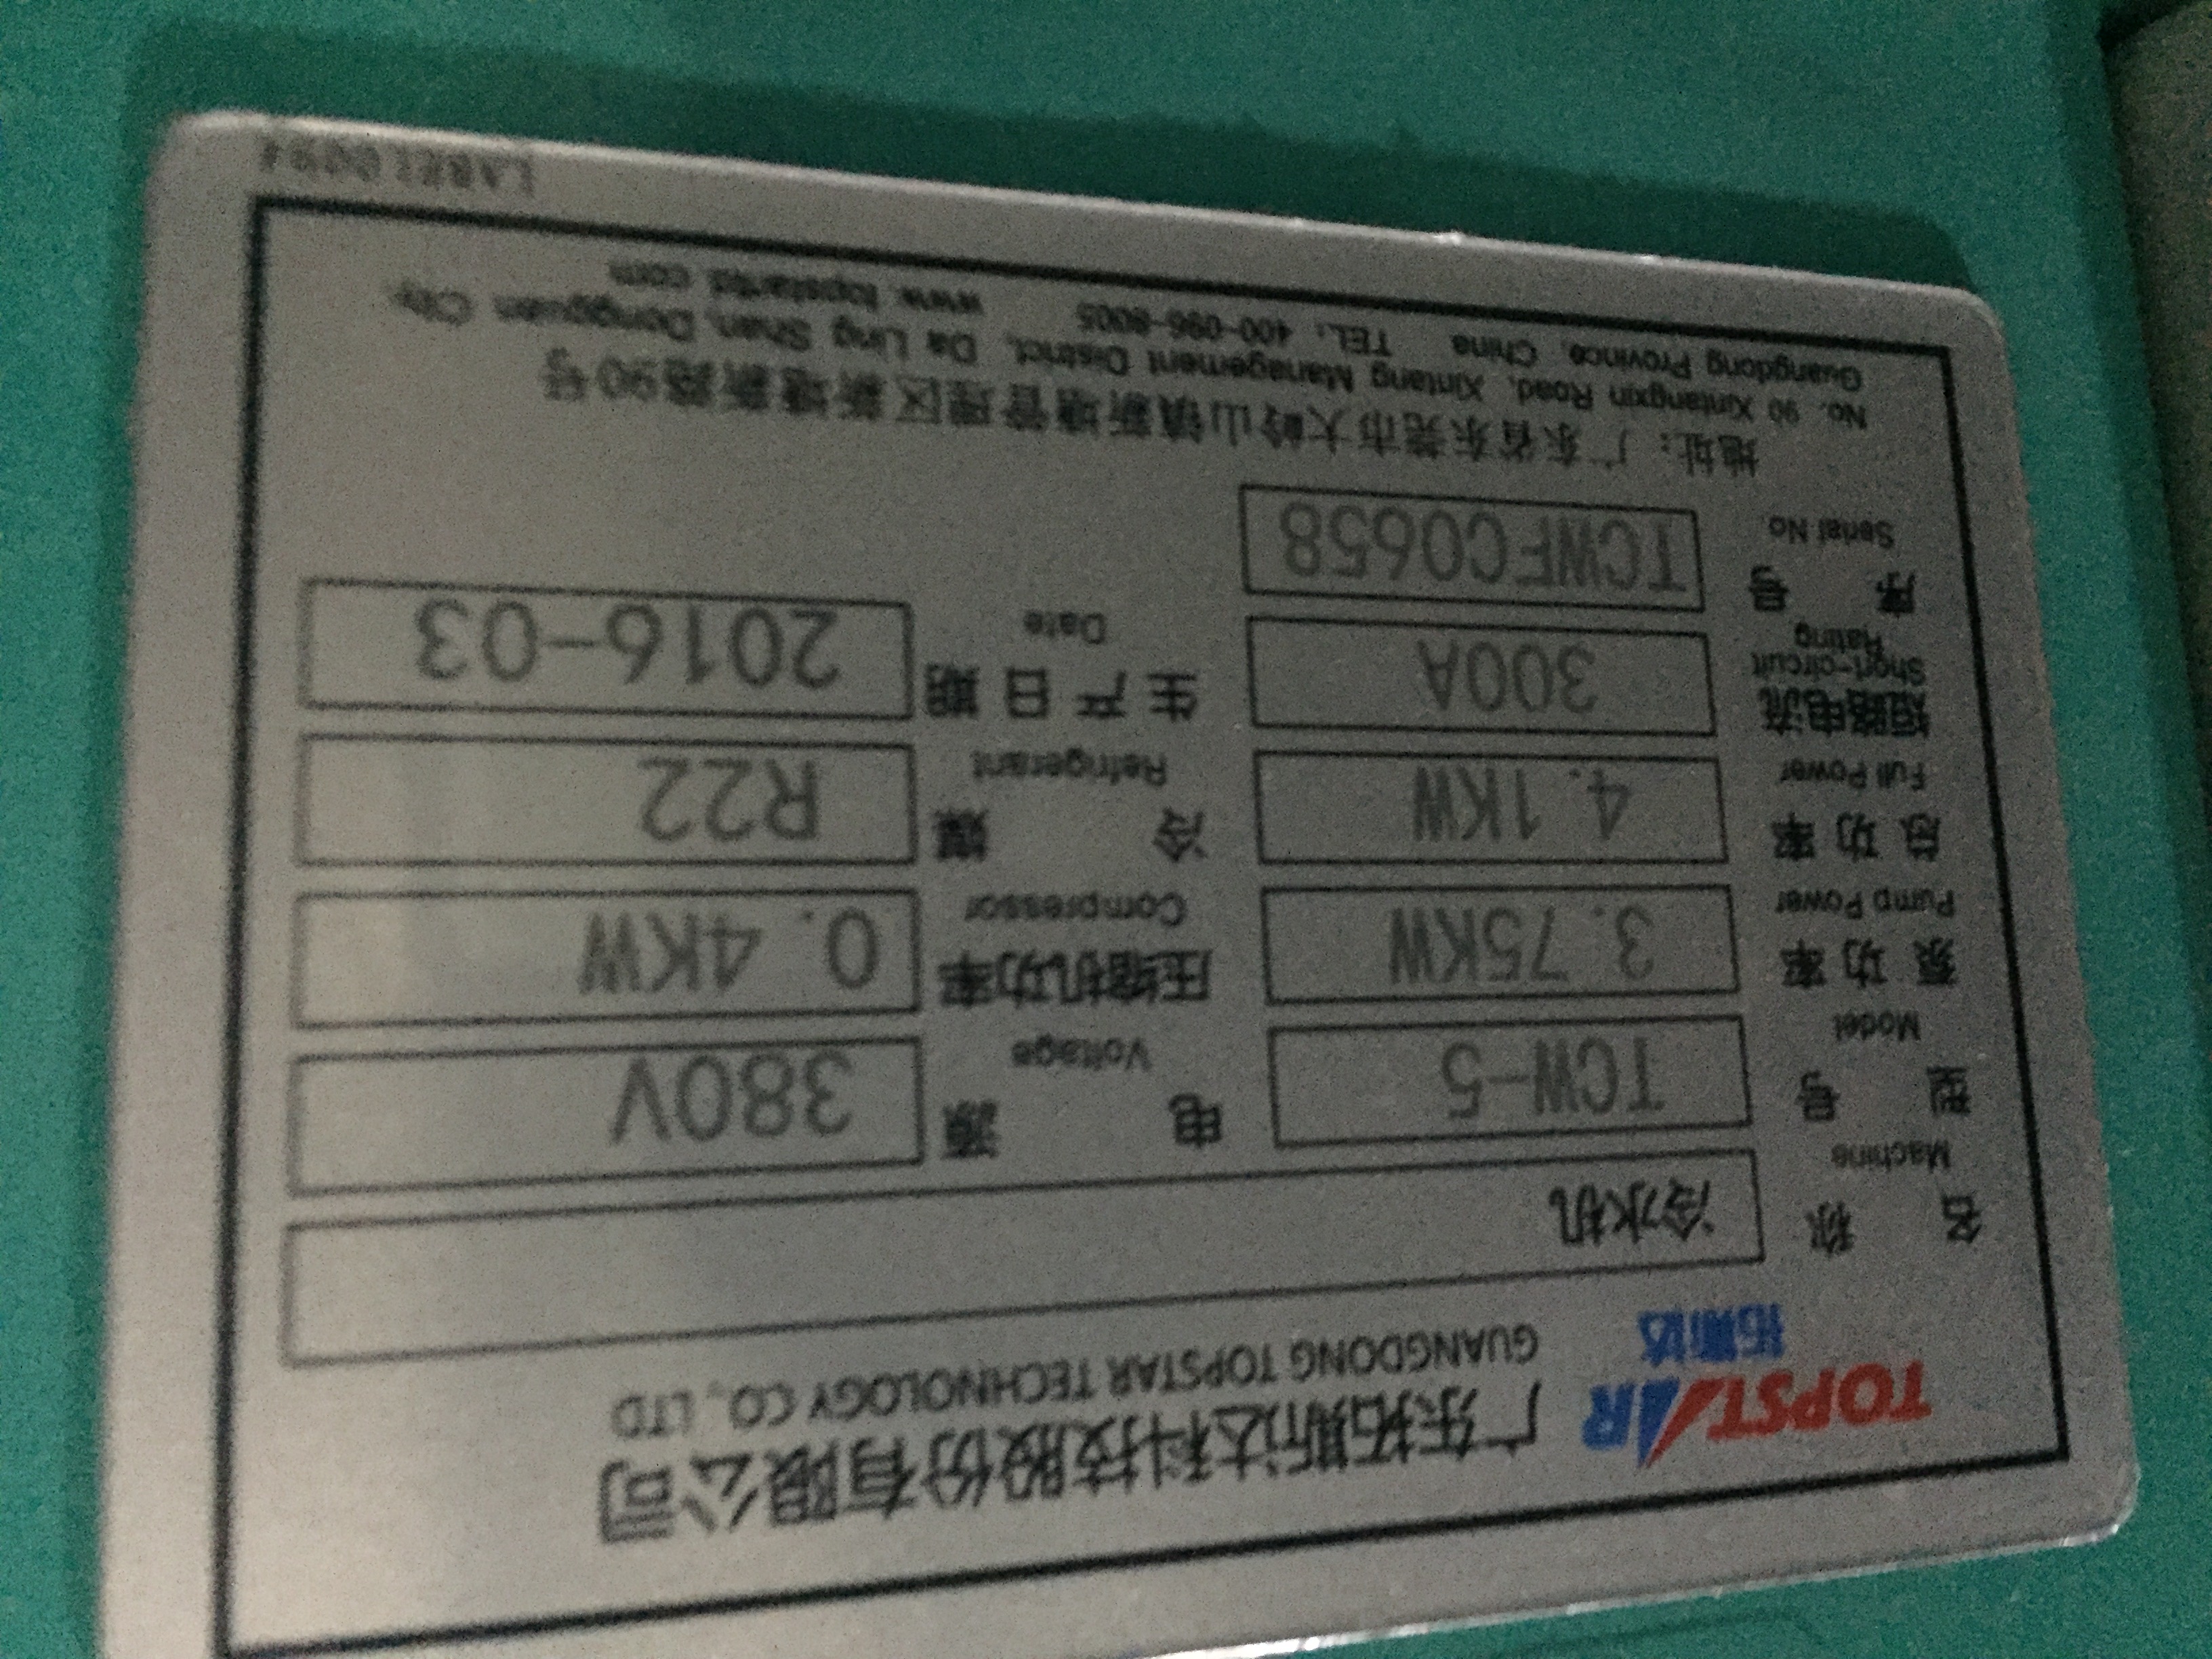 TOPSTAR
拓斯达
广东拓斯达科技股份有限公司
GUANGDONG TOPSTAR TECHNOLOGY CO., LTD
名称 冷水机
Machine
型号 TCW-5 电源 380V
Model Voltage
泵功率 3.75KW 压缩机功率 0.4KW
Pump Power Compressor
总功率 4.1KW 冷媒 R22
Full Power Refrigerant
短路电流 300A 生产日期 2016-03
Short-circuit Date
Rating
序号 TCWFC0658
Serial No.
地址：广东省东莞市大岭山镇新塘管理区新塘新路90号
No. 90 Xintangxin Road, Xintang Management District, Da Ling Shan, Dongguan City,
Guangdong Province, China TEL: 400-096-8005 www.topstarltd.com
LABEL0094